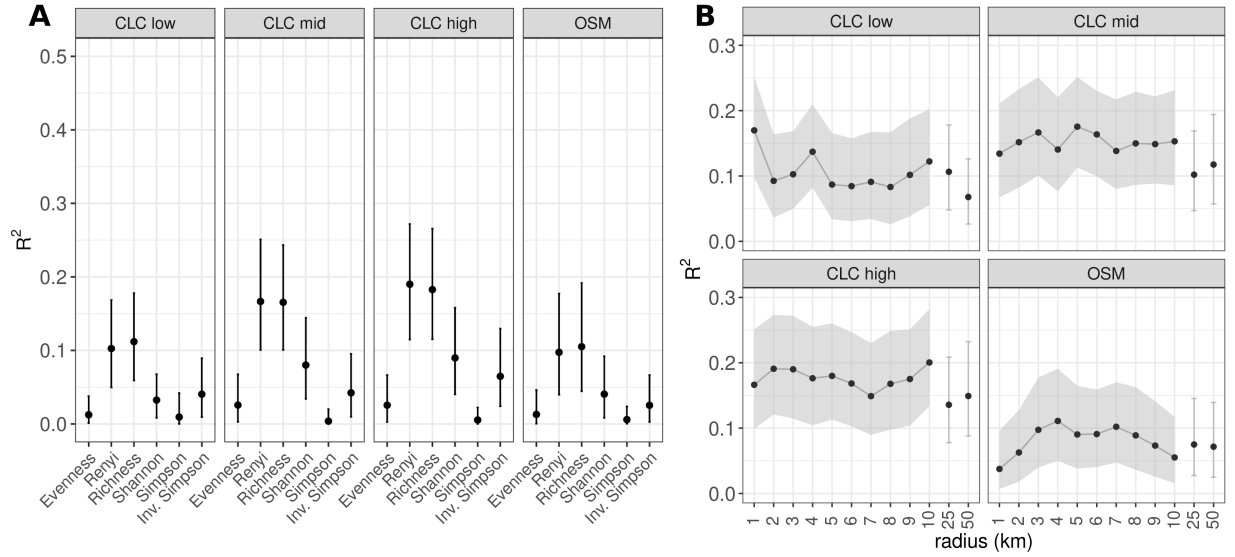 A
CLC low
CLC mid
CLC high
OSM
R²
0.5
0.4
0.3
0.2
0.1
0.0
Evenness
Renyi
Richness
Shannon
Simpson
Inv. Simpson
Evenness
Renyi
Richness
Shannon
Simpson
Inv. Simpson
Evenness
Renyi
Richness
Shannon
Simpson
Inv. Simpson
Evenness
Renyi
Richness
Shannon
Simpson
Inv. Simpson
B
CLC low
CLC mid
R²
0.3
0.2
0.1
0.0
CLC high
OSM
0.3
0.2
0.1
0.0
1 2 3 4 5 6 7 8 9 10 25 50
1 2 3 4 5 6 7 8 9 10 25 50
radius (km)